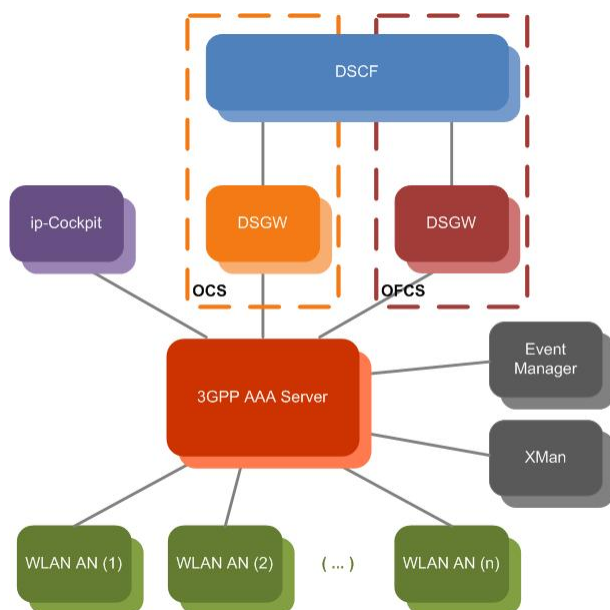 DSCF
ip-Cockpit
DSGW
DSGW
OCS
OFCS
Event
Manager
3GPP AAA Server
XMan
WLAN AN (1)
WLAN AN (2)
( ... )
WLAN AN (n)